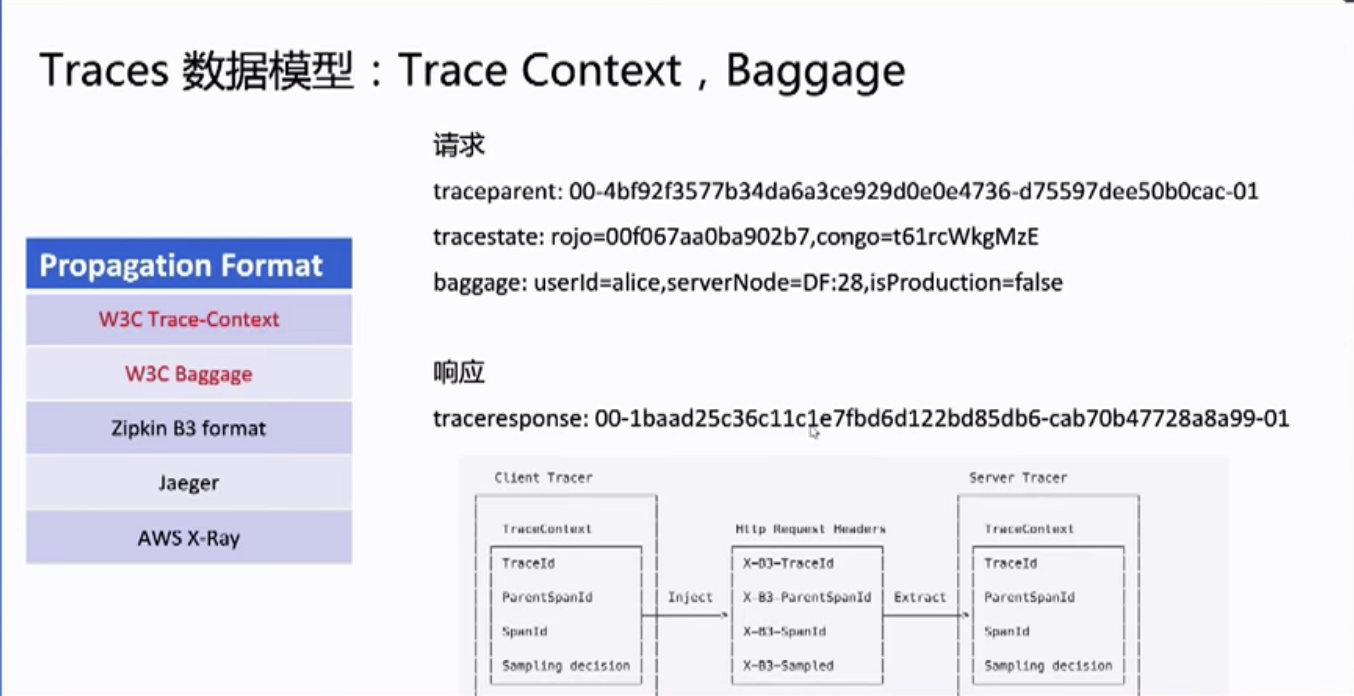 Traces 数据模型：Trace Context，Baggage
请求
traceparent: 00-4bf92f3577b34da6a3ce929d0e0e4736-d75597dee50b0cac-01
tracestate: rojo=00f067aa0ba902b7,congo=t61rcWkgMzE
baggage: userId=alice,serverNode=DF:28,isProduction=false
Propagation Format
W3C Trace-Context
W3C Baggage
Zipkin B3 format
Jaeger
AWS X-Ray
响应
traceresponse: 00-1baad25c36c11c1e7fbd6d122bd85db6-cab70b47728a8a99-01
Client Tracer
Server Tracer
TraceContext
Http Request Headers
TraceContext
TraceId
X-B3-TraceId
TraceId
ParentSpanId
Inject
X-B3-ParentSpanId
Extract
ParentSpanId
SpanId
X-B3-SpanId
SpanId
Sampling decision
X-B3-Sampled
Sampling decision